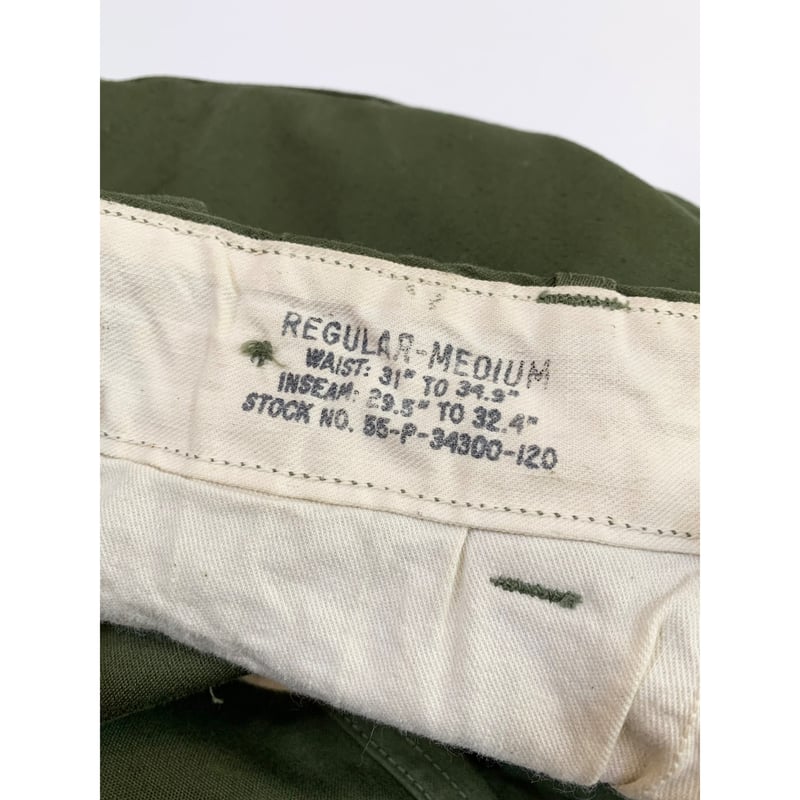 REGULAR-MEDIUM
WAIST: 31" TO 34.9"
INSEAM: 29.5" TO 32.4"
STOCK NO. 55-P-34300-120